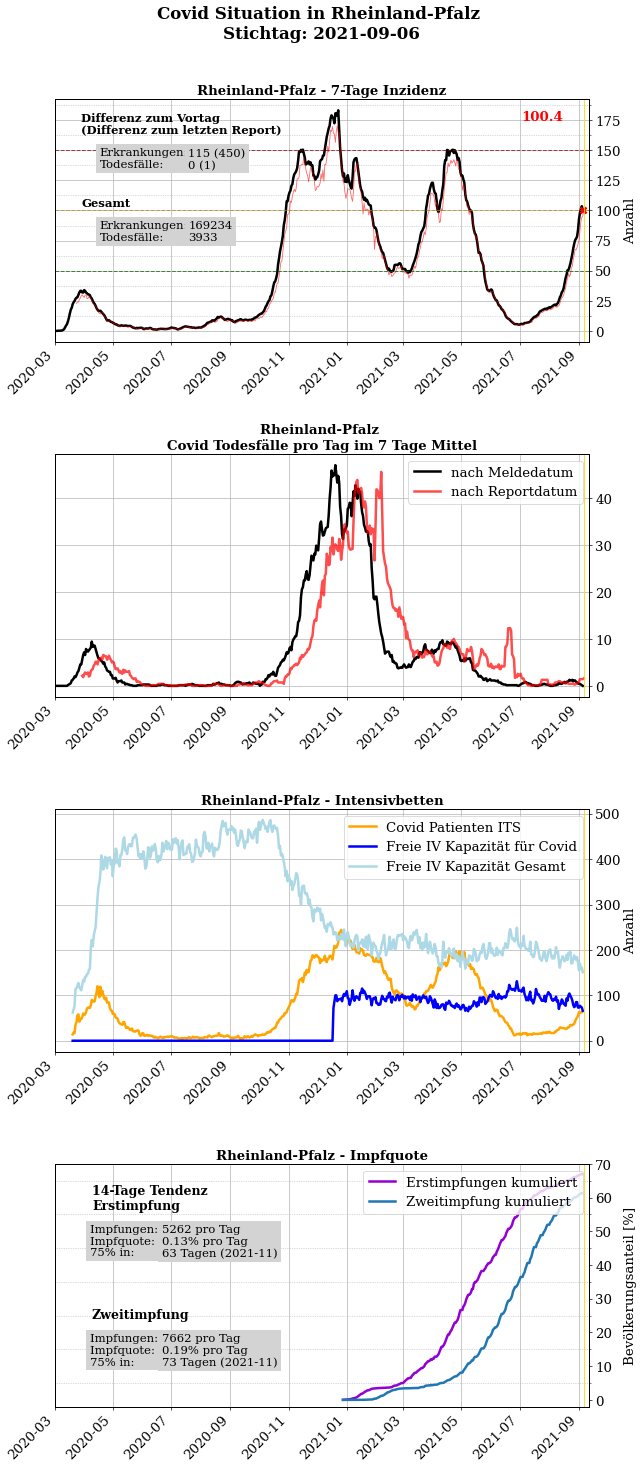 Covid Situation in Rheinland-Pfalz
Stichtag: 2021-09-06
Rheinland-Pfalz - 7-Tage Inzidenz
Differenz zum Vortag
(Differenz zum letzten Report)
Erkrankungen 115 (450)
Todesfälle: 0 (1)
Gesamt
Erkrankungen 169234
Todesfälle: 3933
100.4
175
150
125
100
75
50
25
0
Anzahl
2020-03
2020-05
2020-07
2020-09
2020-11
2021-01
2021-03
2021-05
2021-07
2021-09
Rheinland-Pfalz
Covid Todesfälle pro Tag im 7 Tage Mittel
nach Meldedatum
nach Reportdatum
40
30
20
10
0
2020-03
2020-05
2020-07
2020-09
2020-11
2021-01
2021-03
2021-05
2021-07
2021-09
Rheinland-Pfalz - Intensivbetten
Covid Patienten ITS
Freie IV Kapazität für Covid
Freie IV Kapazität Gesamt
500
400
300
200
100
0
Anzahl
2020-03
2020-05
2020-07
2020-09
2020-11
2021-01
2021-03
2021-05
2021-07
2021-09
Rheinland-Pfalz - Impfquote
14-Tage Tendenz
Erstimpfung
Impfungen: 5262 pro Tag
Impfquote: 0.13% pro Tag
75% in: 63 Tagen (2021-11)
Zweitimpfung
Impfungen: 7662 pro Tag
Impfquote: 0.19% pro Tag
75% in: 73 Tagen (2021-11)
Erstimpfungen kumuliert
Zweitimpfung kumuliert
70
60
50
40
30
20
10
0
Bevölkerungsanteil [%]
2020-03
2020-05
2020-07
2020-09
2020-11
2021-01
2021-03
2021-05
2021-07
2021-09